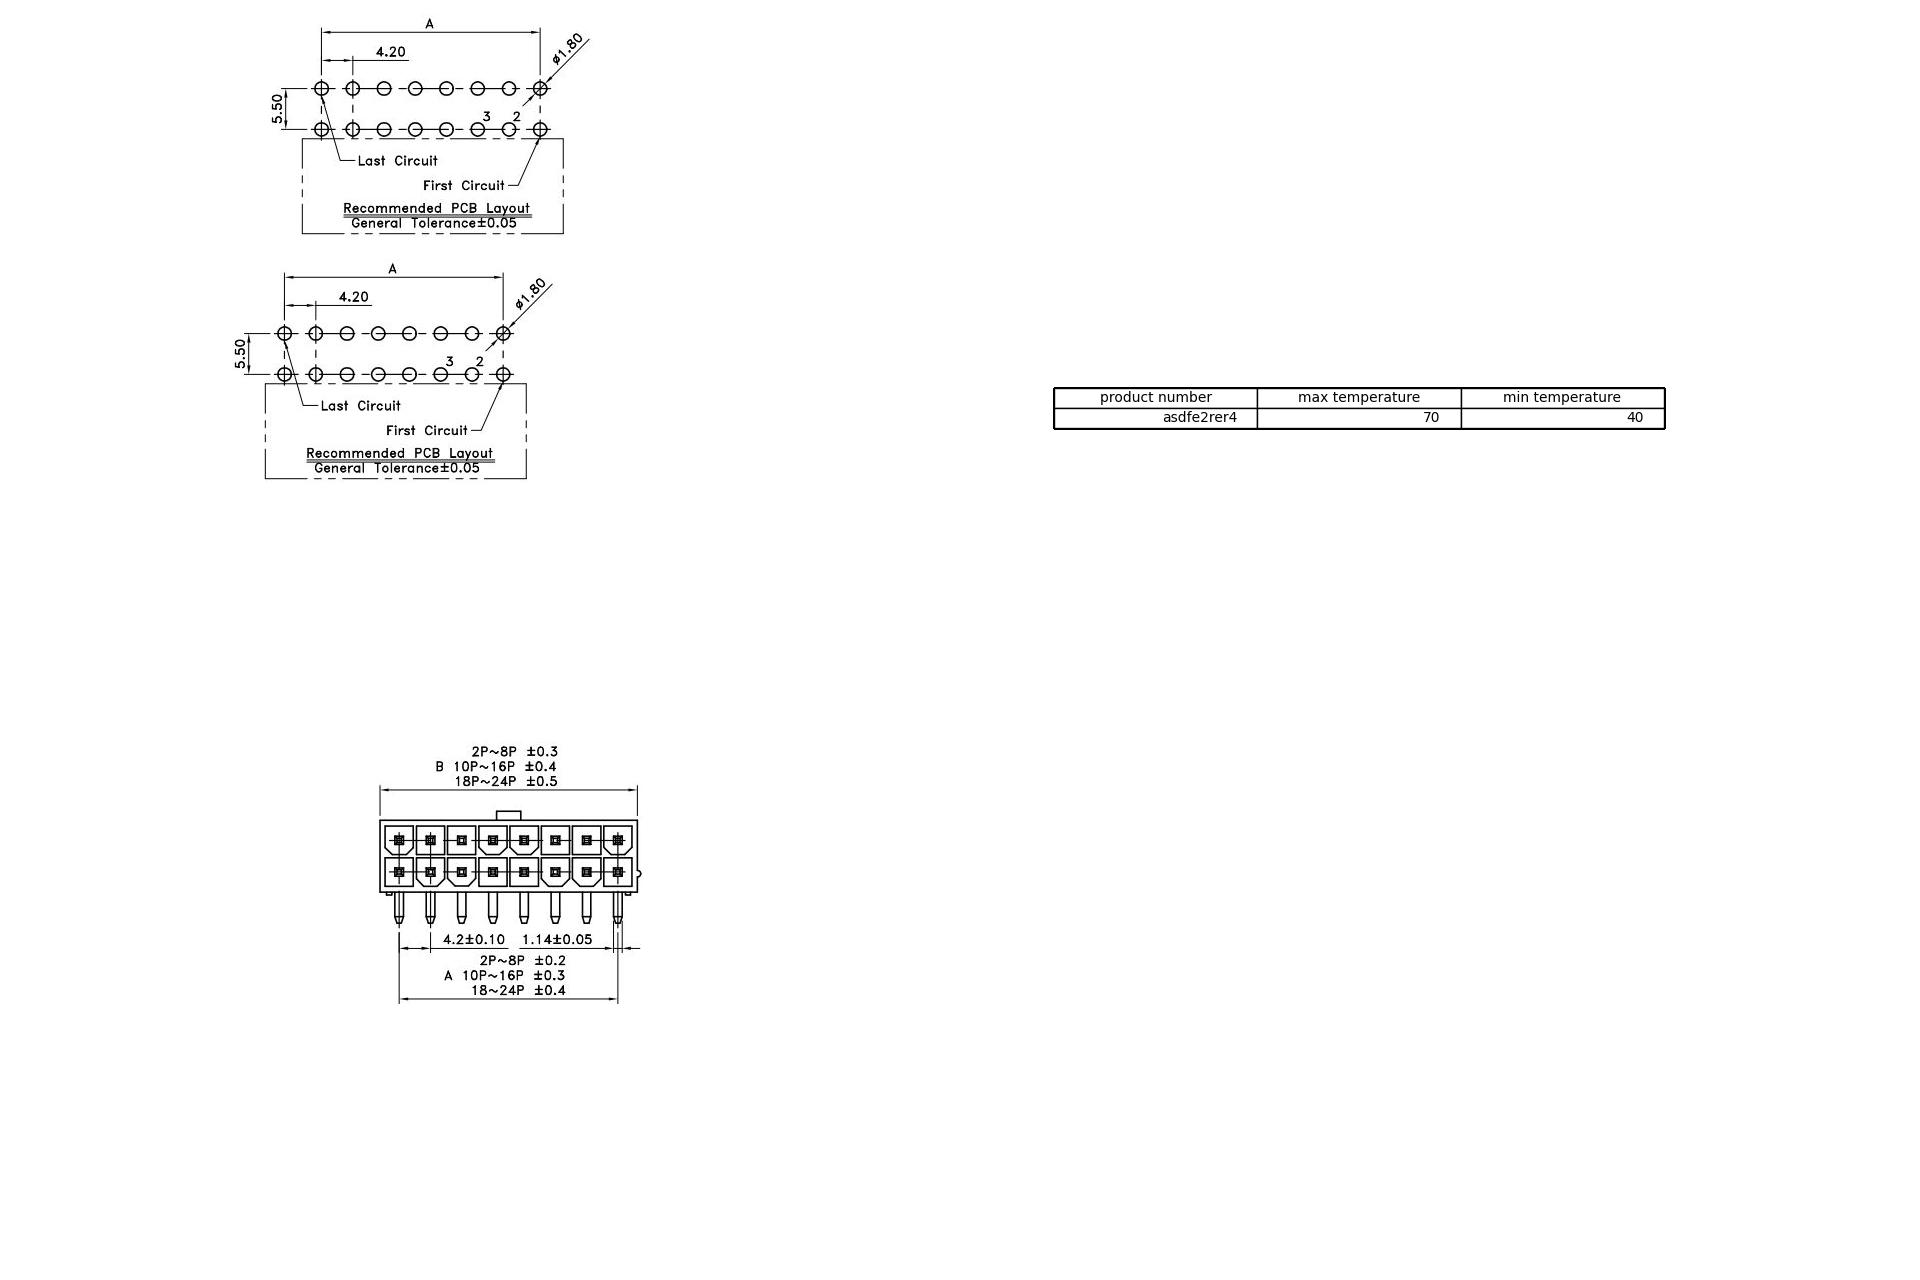 A
4.20
ø1.80
5.50
3 2
Last Circuit
First Circuit
Recommended PCB Layout
General Tolerance±0.05
A
4.20
ø1.80
5.50
3 2
Last Circuit
First Circuit
Recommended PCB Layout
General Tolerance±0.05
product number max temperature min temperature
asdfe2rer4 70 40
2P~8P ±0.3
B 10P~16P ±0.4
18P~24P ±0.5
4.2±0.10 1.14±0.05
2P~8P ±0.2
A 10P~16P ±0.3
18~24P ±0.4